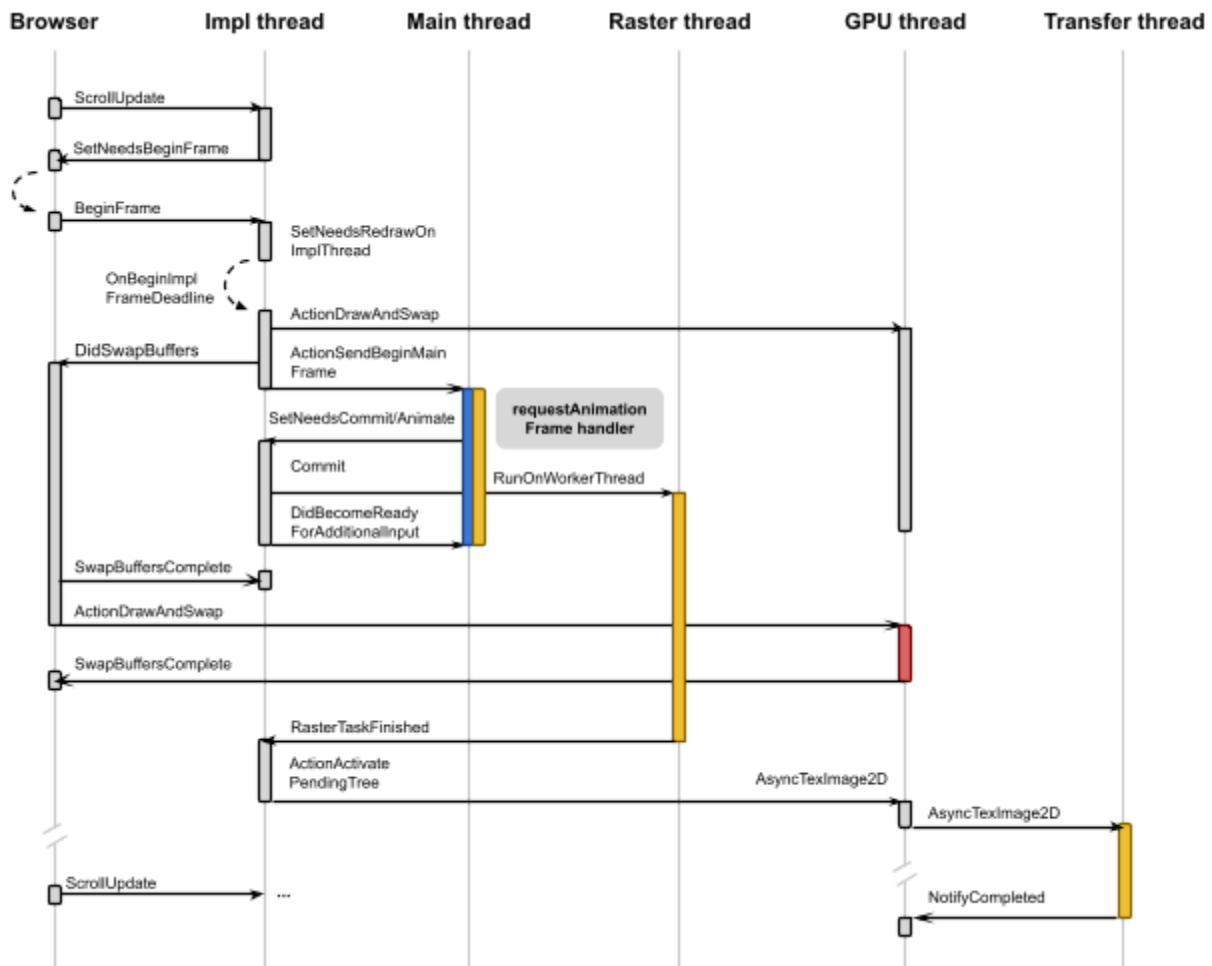 Browser Impl thread Main thread Raster thread GPU thread Transfer thread
ScrollUpdate
SetNeedsBeginFrame
BeginFrame
SetNeedsRedrawOn
ImplThread
OnBeginImpl
FrameDeadline
ActionDrawAndSwap
DidSwapBuffers
ActionSendBeginMain
Frame
requestAnimation
Frame handler
SetNeedsCommit/Animate
Commit
RunOnWorkerThread
DidBecomeReady
ForAdditionalInput
SwapBuffersComplete
ActionDrawAndSwap
SwapBuffersComplete
RasterTaskFinished
ActionActivate
PendingTree
AsyncTexImage2D
AsyncTexImage2D
ScrollUpdate ...
NotifyCompleted